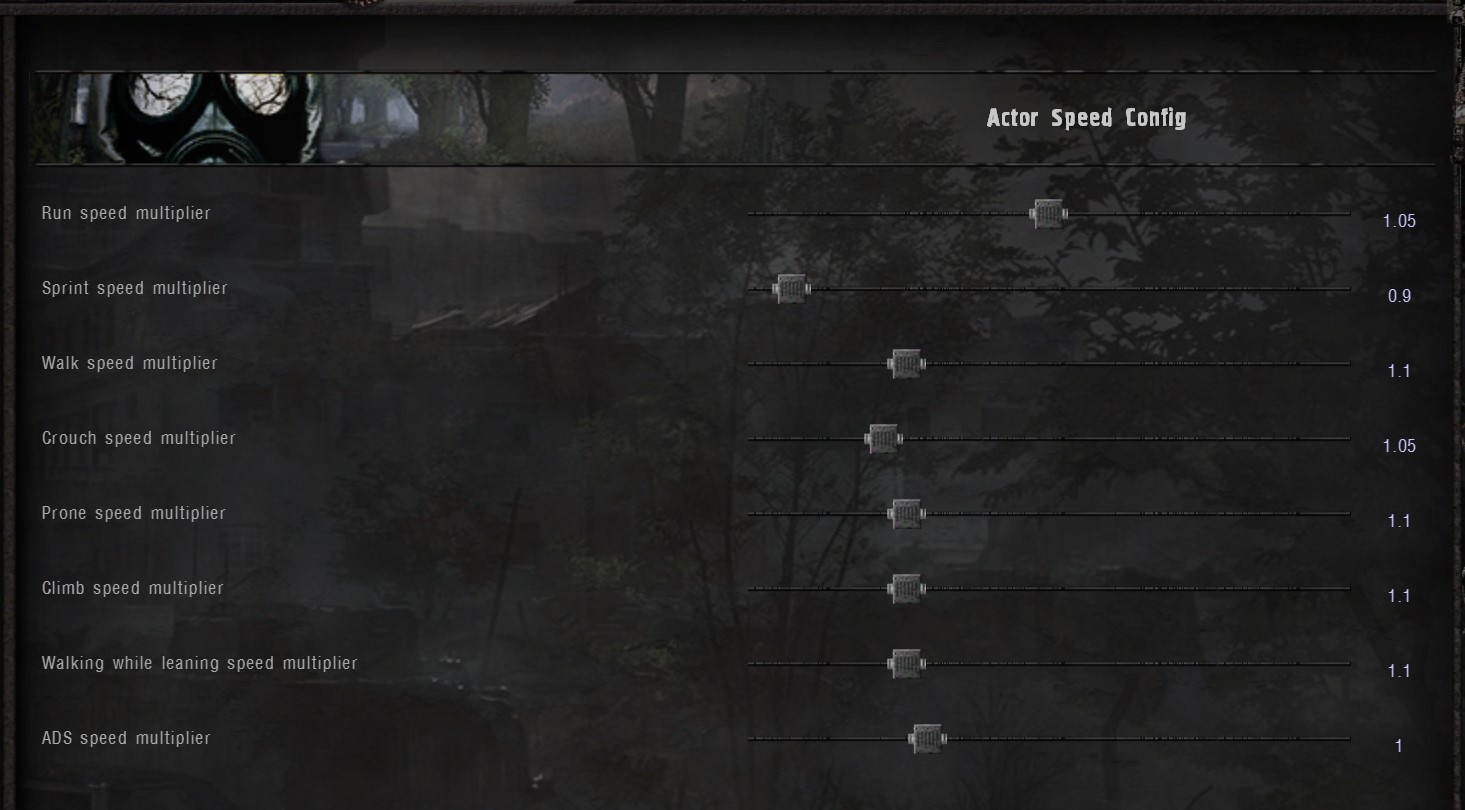 Actor Speed Config
Run speed multiplier 1.05
Sprint speed multiplier 0.9
Walk speed multiplier 1.1
Crouch speed multiplier 1.05
Prone speed multiplier 1.1
Climb speed multiplier 1.1
Walking while leaning speed multiplier 1.1
ADS speed multiplier 1